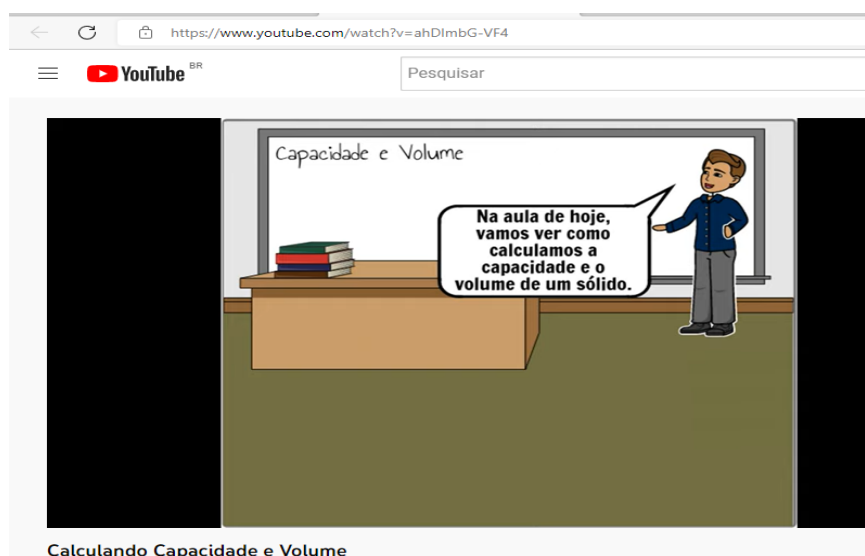 https://www.youtube.com/watch?v=ahDImbG-VF4
YouTube BR
Pesquisar
Capacidade e Volume
Na aula de hoje,
vamos ver como
calculamos a
capacidade e o
volume de um sólido.
Calculando Capacidade e Volume